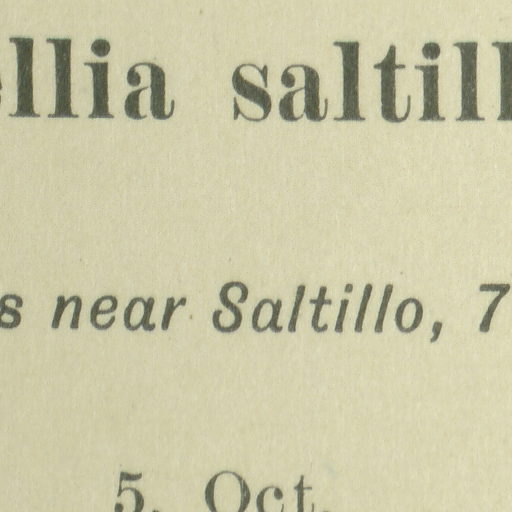 ellia saltill
s near Saltillo, 7
5. Oct.